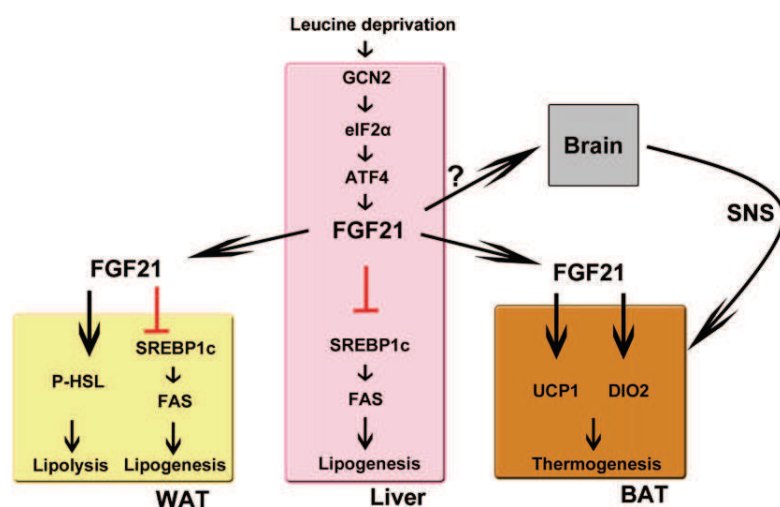 Leucine deprivation
GCN2
eIF2α
ATF4
FGF21
?
Brain
SNS
FGF21
P-HSL
SREBP1c
FAS
Lipolysis
Lipogenesis
WAT
SREBP1c
FAS
Lipogenesis
Liver
FGF21
UCP1
DIO2
Thermogenesis
BAT